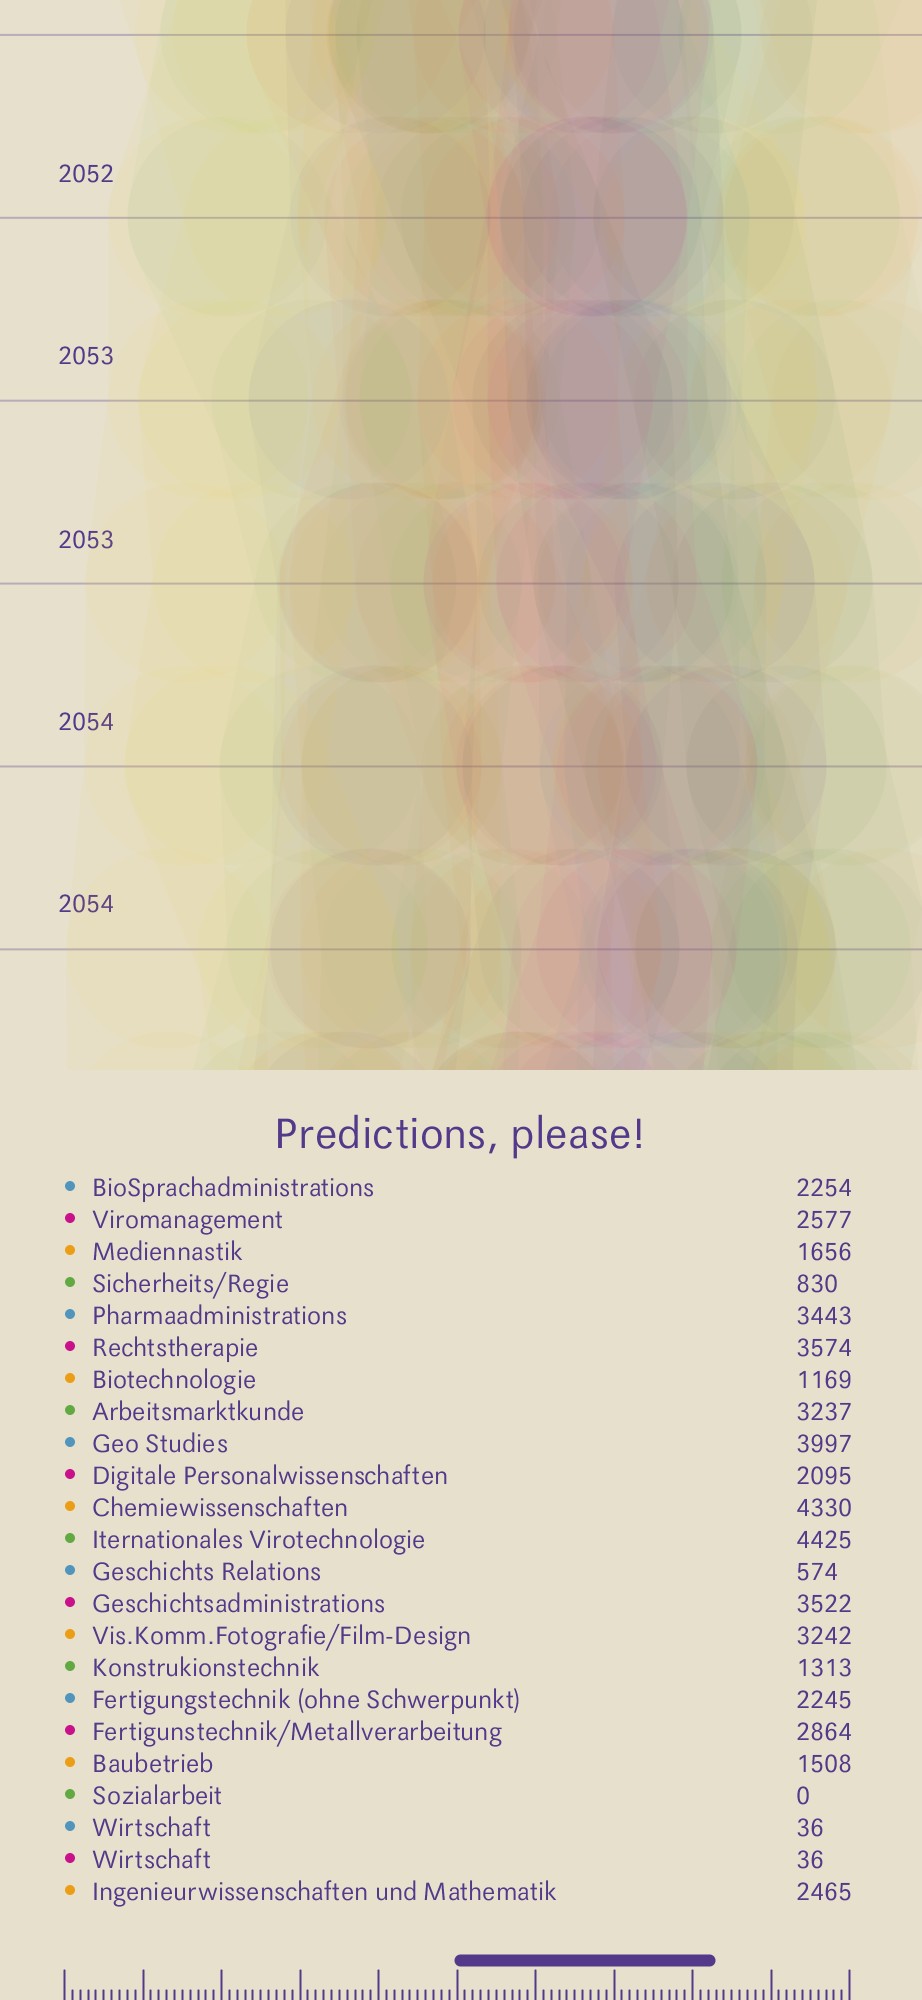 2052
2053
2053
2054
2054
Predictions, please!
BioSprachadministrations 2254
Viromanagement 2577
Mediennastik 1656
Sicherheits/Regie 830
Pharmaadministrations 3443
Rechtstherapie 3574
Biotechnologie 1169
Arbeitsmarktkunde 3237
Geo Studies 3997
Digitale Personalwissenschaften 2095
Chemiewissenschaften 4330
Iternationales Virotechnologie 4425
Geschichts Relations 574
Geschichtsadministrations 3522
Vis.Komm.Fotografie/Film-Design 3242
Konstrukionstechnik 1313
Fertigungstechnik (ohne Schwerpunkt) 2245
Fertigunstechnik/Metallverarbeitung 2864
Baubetrieb 1508
Sozialarbeit 0
Wirtschaft 36
Wirtschaft 36
Ingenieurwissenschaften und Mathematik 2465